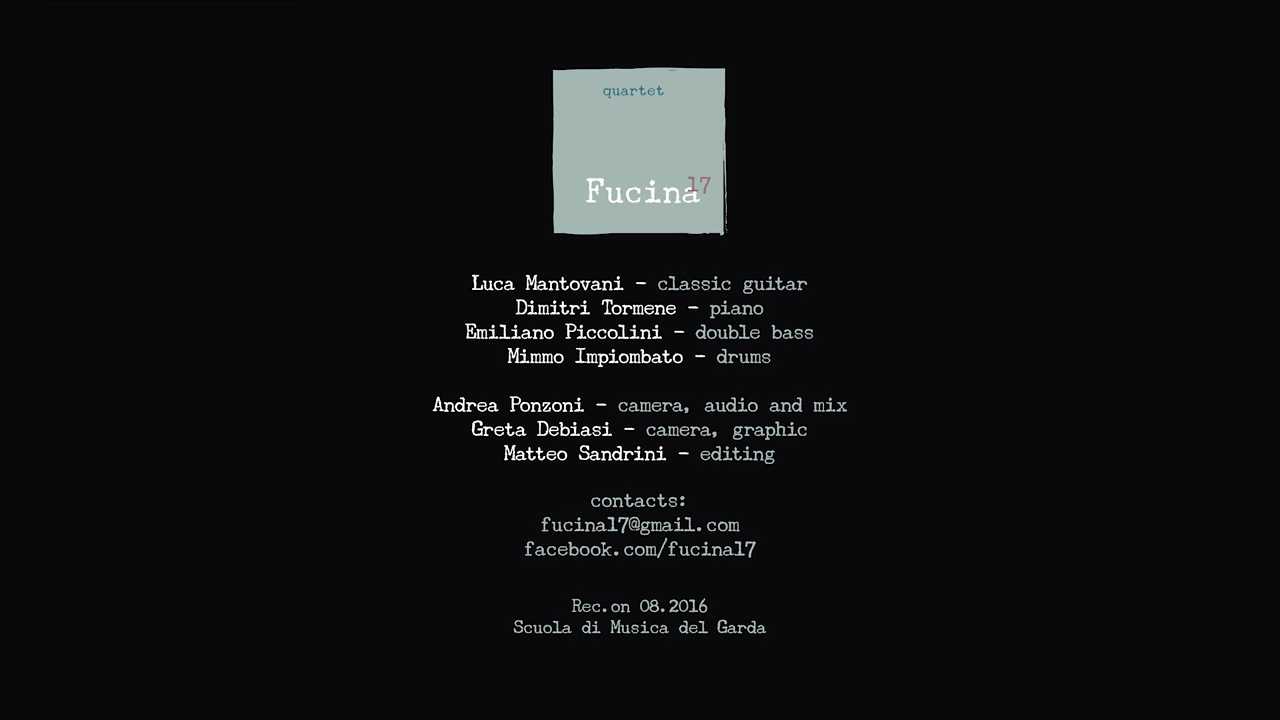 quartet
Fucina17
Luca Mantovani - classic guitar
Dimitri Tormene - piano
Emiliano Piccolini - double bass
Mimmo Impiombato - drums
Andrea Ponzoni - camera, audio and mix
Greta Debiasi - camera, graphic
Matteo Sandrini - editing
contacts:
fucina17@gmail.com
facebook.com/fucina17
Rec.on 08.2016
Scuola di Musica del Garda